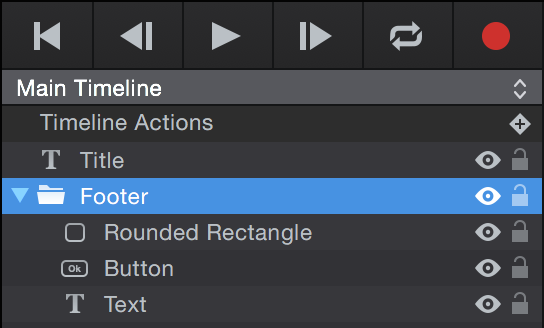 Main Timeline
Timeline Actions
T Title
Footer
Rounded Rectangle
Ok Button
T Text